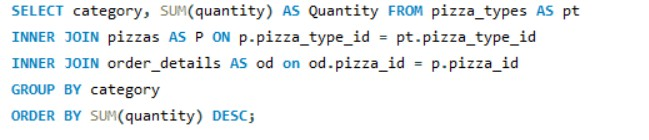 SELECT category, SUM(quantity) AS Quantity FROM pizza_types AS pt
INNER JOIN pizzas AS P ON p.pizza_type_id = pt.pizza_type_id
INNER JOIN order_details AS od on od.pizza_id = p.pizza_id
GROUP BY category
ORDER BY SUM(quantity) DESC;